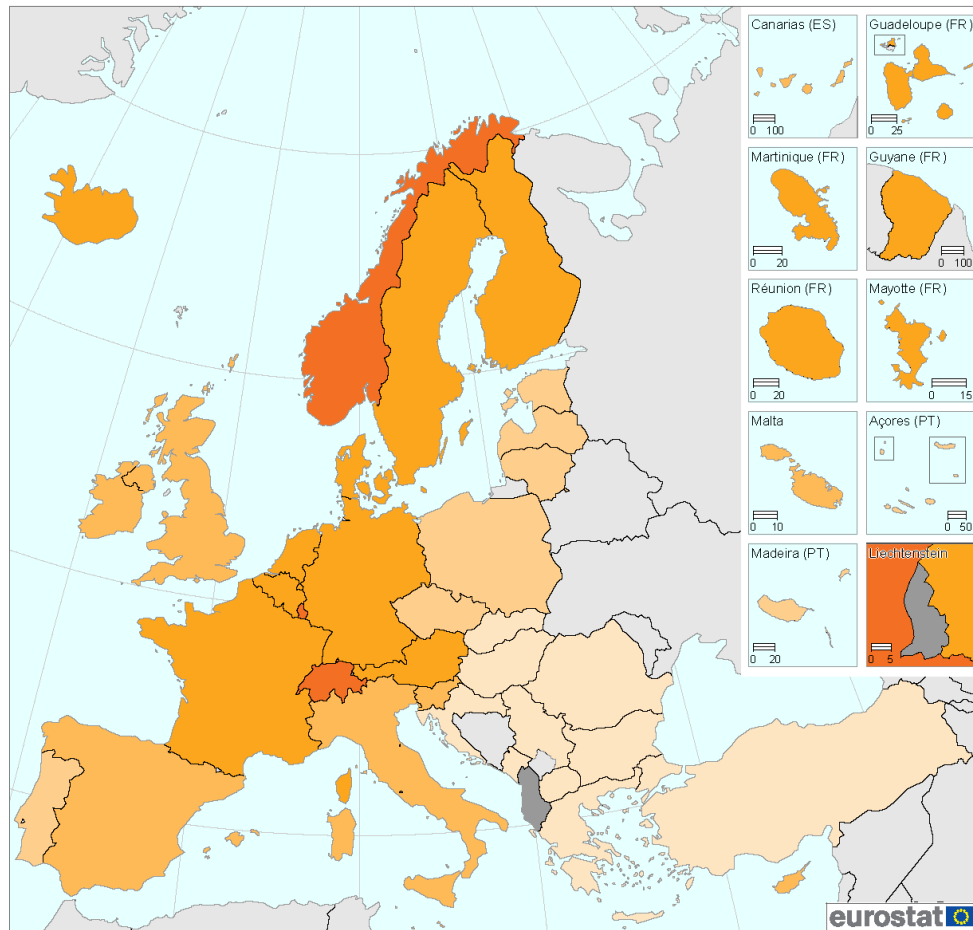 Canarias (ES)
0 100
Guadeloupe (FR)
0 25
Martinique (FR)
0 20
Guyane (FR)
0 100
Réunion (FR)
0 20
Mayotte (FR)
0 15
Malta
0 10
Açores (PT)
0 50
Madeira (PT)
0 20
Liechtenstein
0 5
eurostat